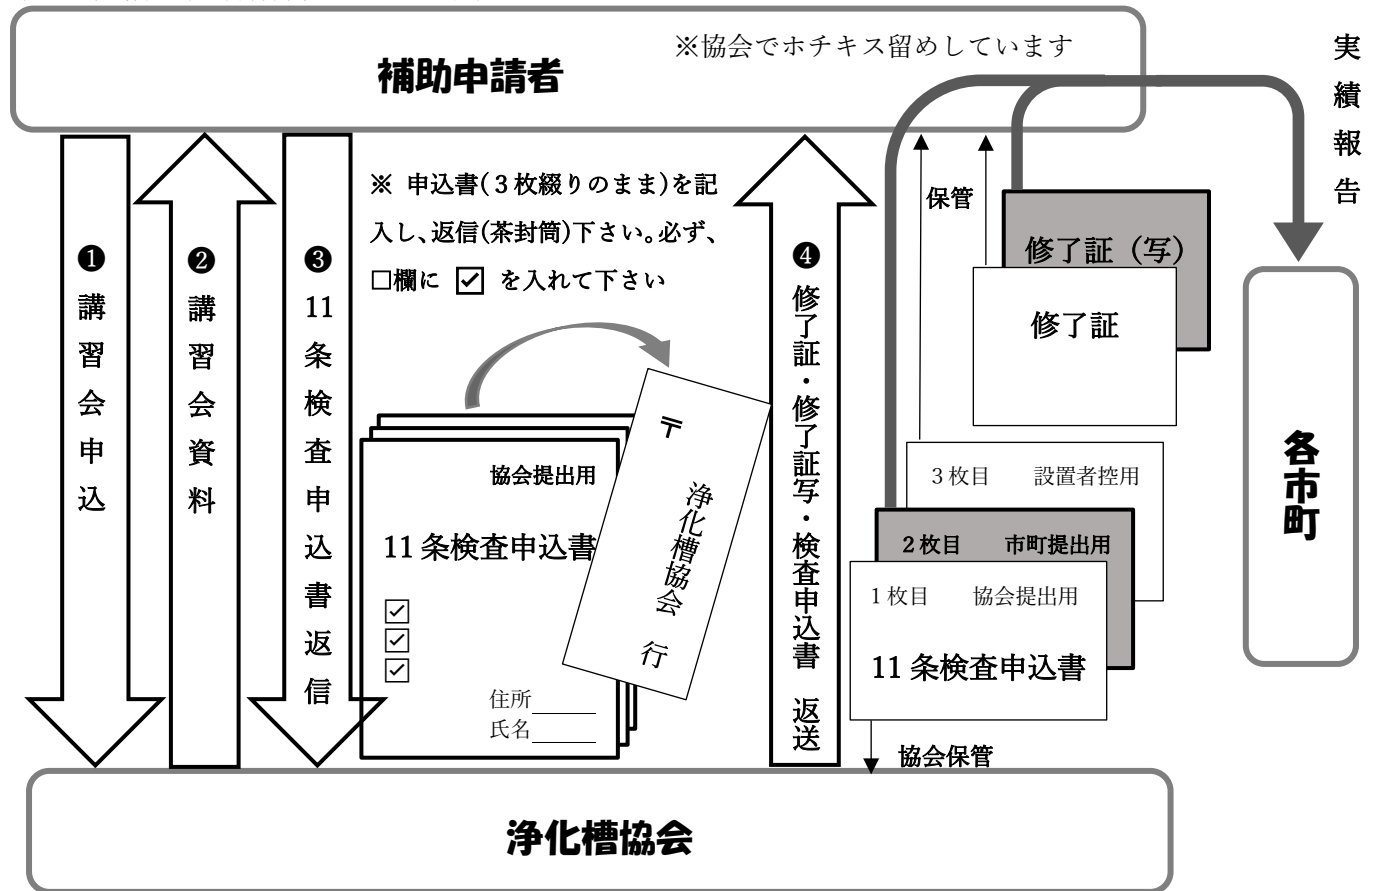 ※協会でホチキス留めしています
補助申請者
実績報告
❶講習会申込
❷講習会資料
❸11条検査申込書返信
※ 申込書(３枚綴りのまま)を記
入し、返信(茶封筒)下さい。必ず、
□欄に ☑ を入れて下さい
協会提出用
11条検査申込書
☑
☑
☑
住所
氏名
〒
浄化槽協会 行
❹修了証・修了証写・検査申込書 返送
保管
修了証（写）
修了証
３枚目 設置者控用
２枚目 市町提出用
１枚目 協会提出用
11条検査申込書
協会保管
各市町
浄化槽協会